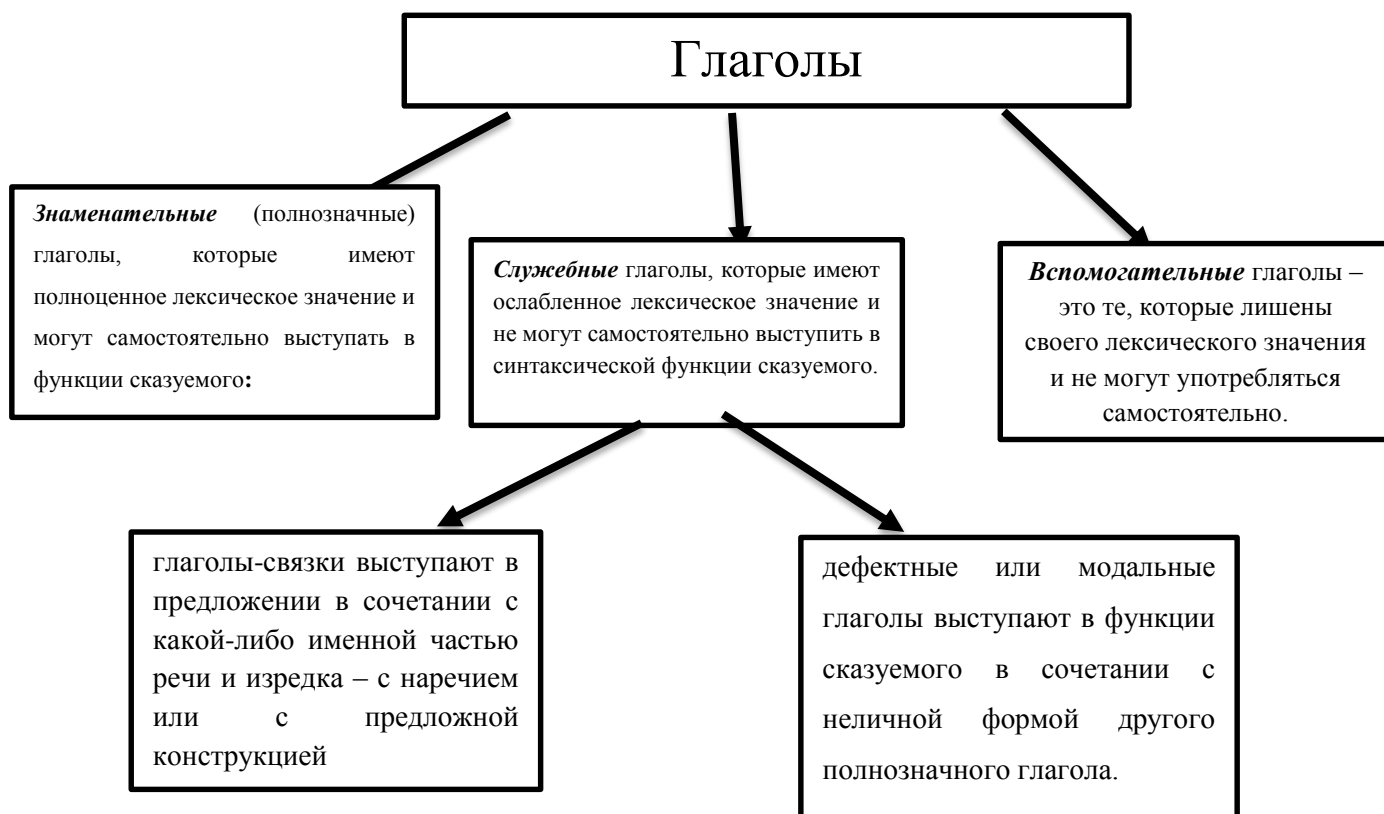 Глаголы
Знаменательные (полнозначные)
глаголы, которые имеют
полноценное лексическое значение и
могут самостоятельно выступать в
функции сказуемого:
Служебные глаголы, которые имеют
ослабленное лексическое значение и
не могут самостоятельно выступить в
синтаксической функции сказуемого.
Вспомогательные глаголы –
это те, которые лишены
своего лексического значения
и не могут употребляться
самостоятельно.
глаголы-связки выступают в
предложении в сочетании с
какой-либо именной частью
речи и изредка – с наречием
или с предложной
конструкцией
дефектные или модальные
глаголы выступают в функции
сказуемого в сочетании с
неличной формой другого
полнозначного глагола.